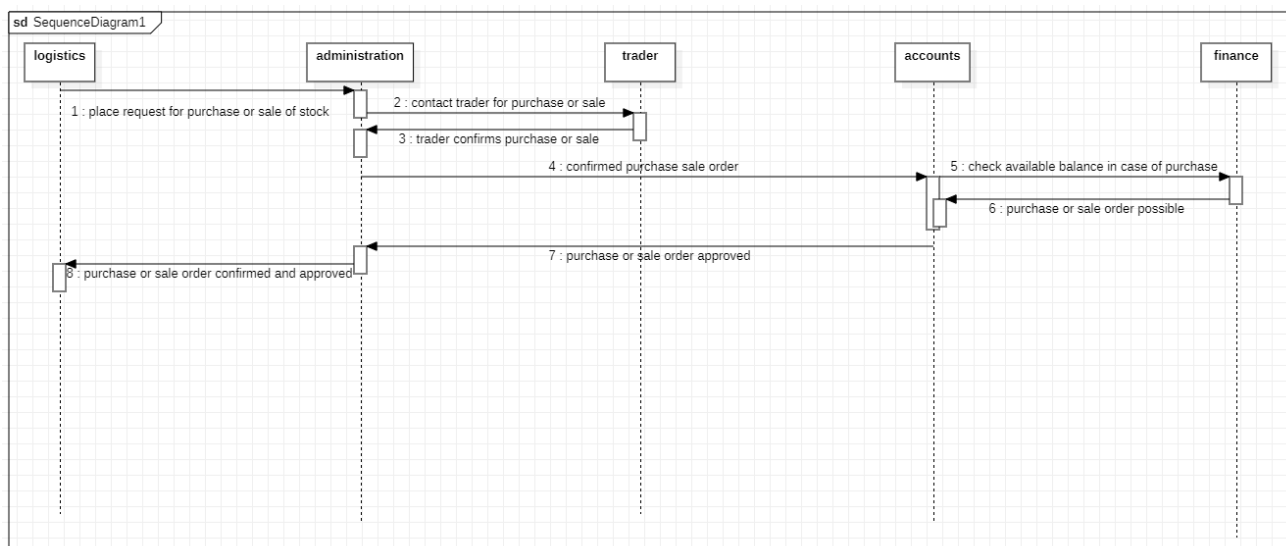 sd SequenceDiagram1
logistics
administration
trader
accounts
finance
1 : place request for purchase or sale of stock
2 : contact trader for purchase or sale
3 : trader confirms purchase or sale
4 : confirmed purchase sale order
5 : check available balance in case of purchase
6 : purchase or sale order possible
7 : purchase or sale order approved
8 : purchase or sale order confirmed and approved